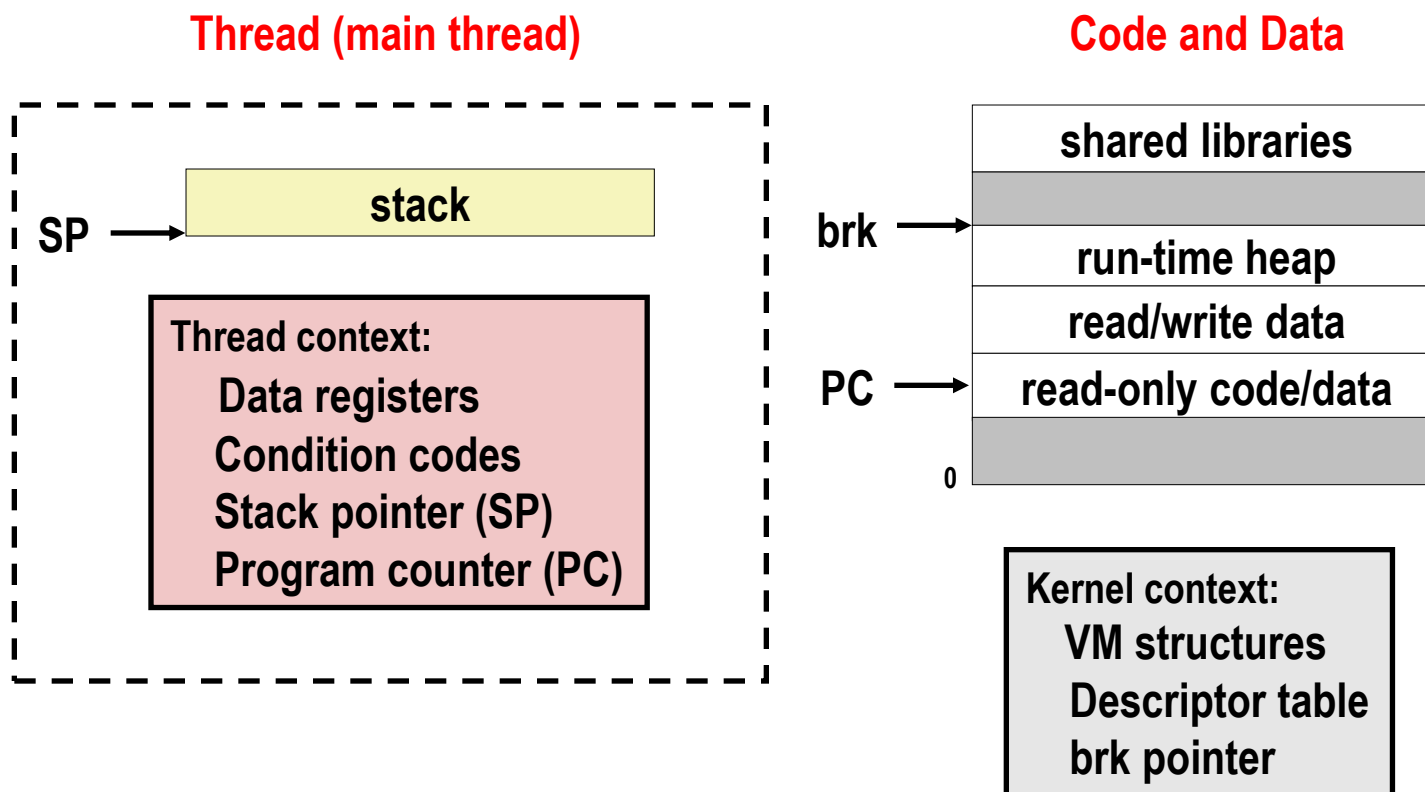 Thread (main thread)
stack
SP
Thread context:
Data registers
Condition codes
Stack pointer (SP)
Program counter (PC)
Code and Data
shared libraries
brk
run-time heap
read/write data
PC
read-only code/data
0
Kernel context:
VM structures
Descriptor table
brk pointer